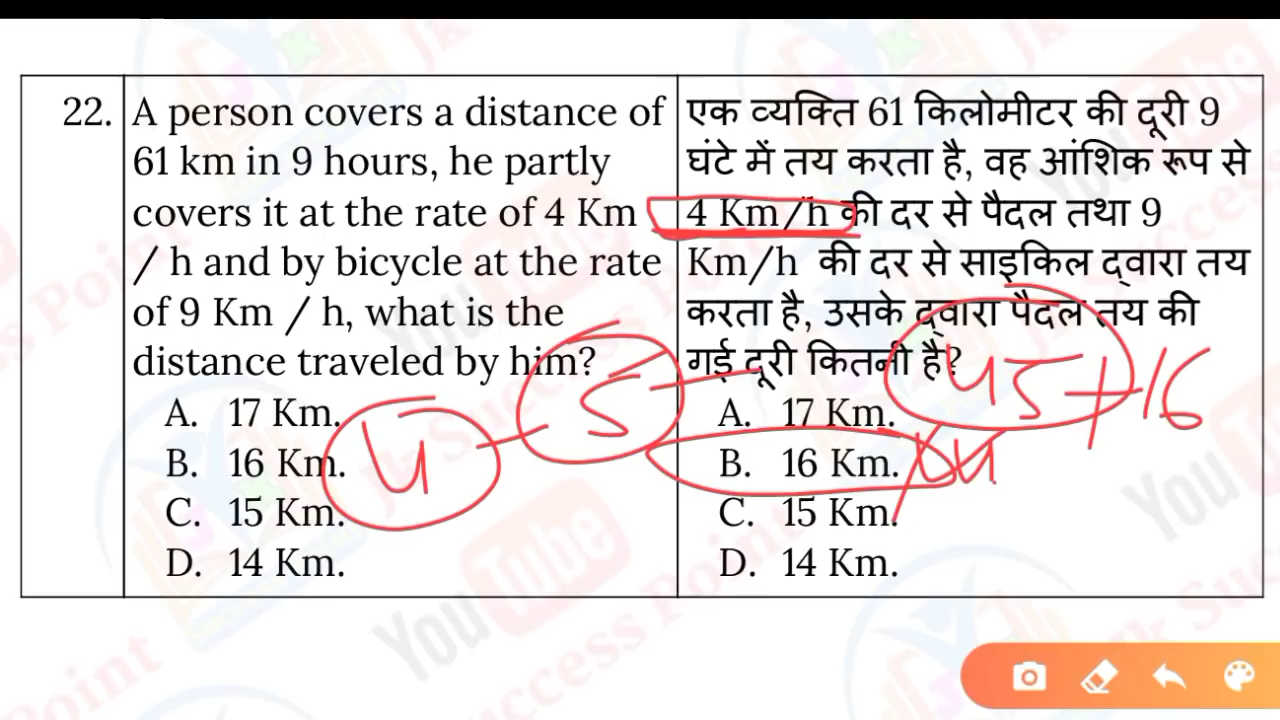 22.
A person covers a distance of
61 km in 9 hours, he partly
covers it at the rate of 4 Km
/ h and by bicycle at the rate
of 9 Km / h, what is the
distance traveled by him?
A. 17 Km.
B. 16 Km.
C. 15 Km.
D. 14 Km.
एक व्यक्ति 61 किलोमीटर की दूरी 9
घंटे में तय करता है, वह आंशिक रूप से
4 Km/h की दर से पैदल तथा 9
Km/h की दर से साइकिल द्वारा तय
करता है, उसके द्वारा पैदल तय की
गई दूरी कितनी है?
A. 17 Km.
B. 16 Km.
C. 15 Km.
D. 14 Km.
4
5
45 + 16
YouTube
Success Point